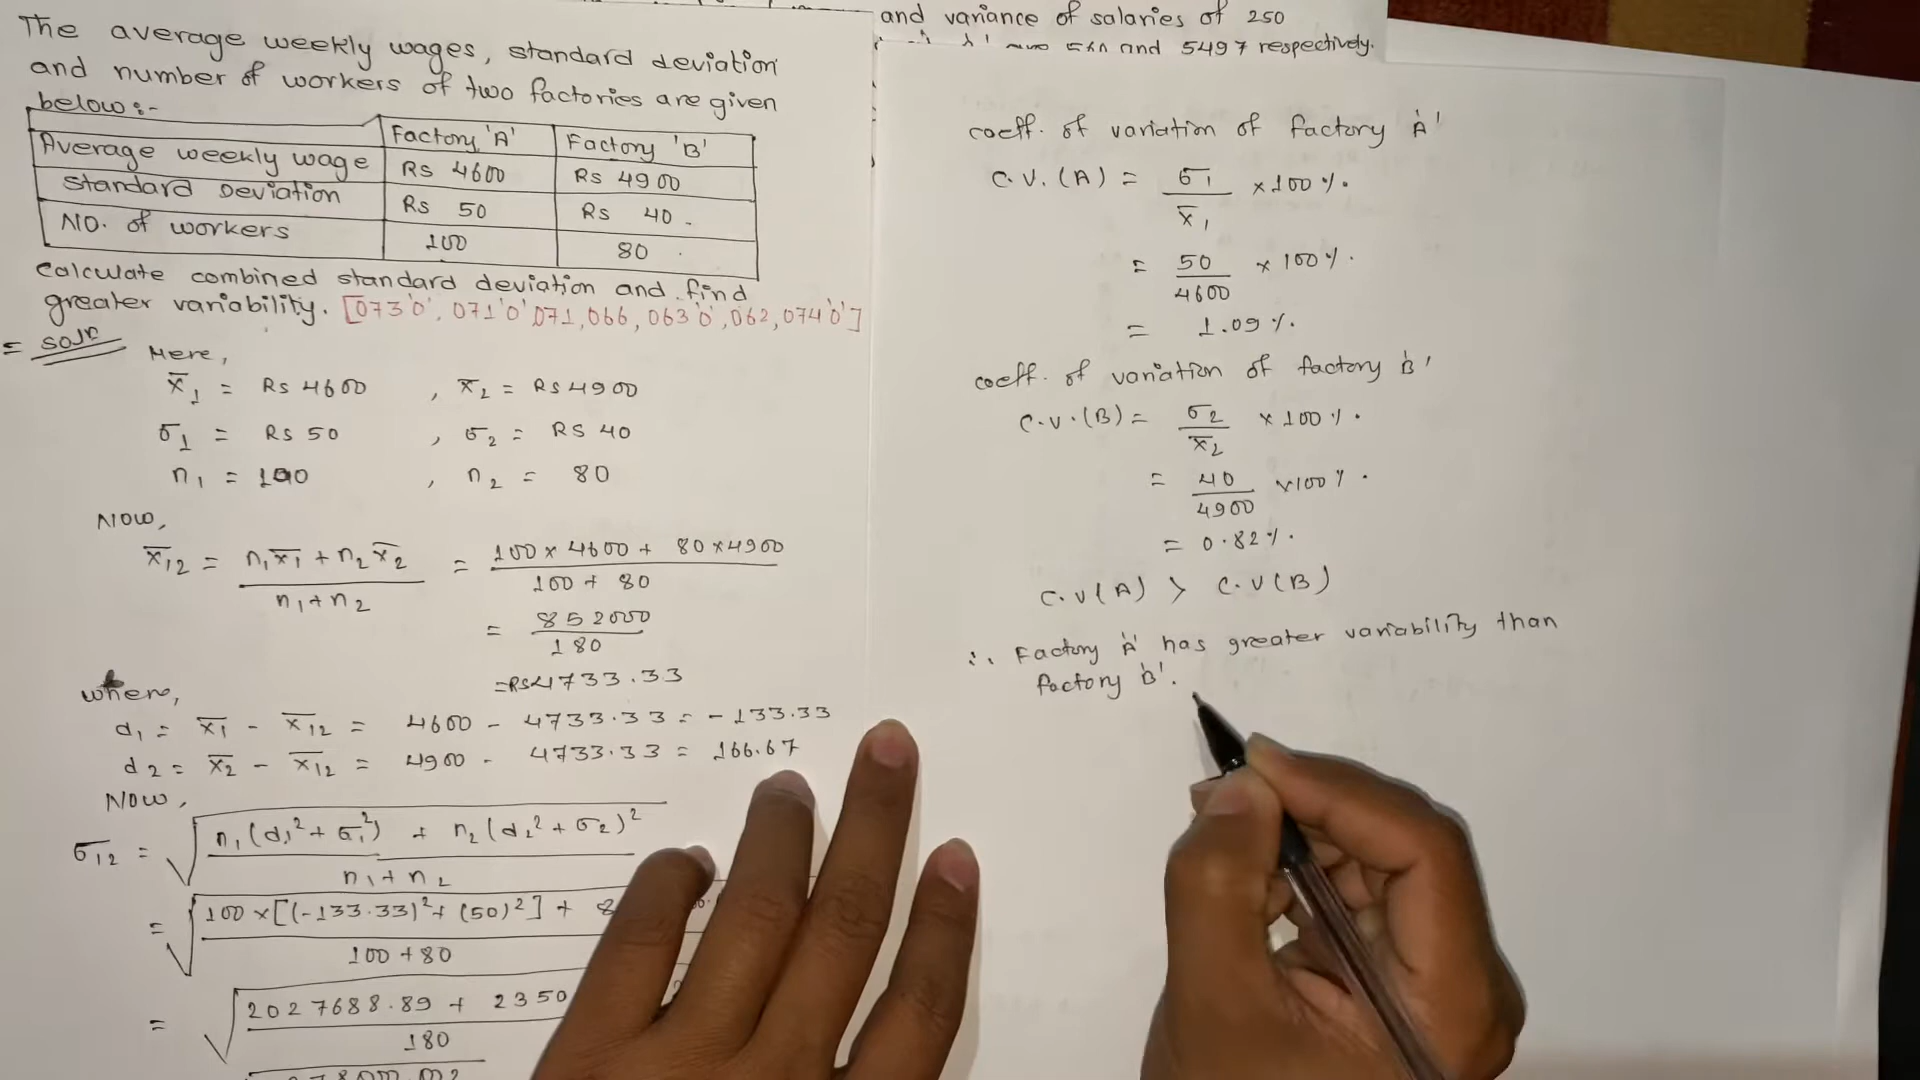 The average weekly wages, standard deviation
and number of workers of two factories are given
below:-
Factory 'A' Factory 'B'
Average weekly wage Rs 4600 Rs 4900
Standard Deviation Rs 50 Rs 40
NO. of workers 100 80
Calculate combined standard deviation and find
greater variability. [073'0', 071'0' 071, 066, 063'0', 062, 074'0']
= soln
Here,
x̄1 = Rs 4600 , x̄2 = Rs 4900
σ1 = Rs 50 , σ2 = Rs 40
n1 = 100 , n2 = 80
Now,
x̄12 = n1x̄1 + n2x̄2 = 100 × 4600 + 80 × 4900
n1 + n2 100 + 80
= 852000
180
= Rs 4733.33
where,
d1 = x̄1 - x̄12 = 4600 - 4733.33 = -133.33
d2 = x̄2 - x̄12 = 4900 - 4733.33 = 166.67
Now,
σ12 = √ n1(d1² + σ1²) + n2(d2² + σ2)²
n1 + n2
= √ 100 × [(-133.33)² + (50)²] +
100 + 80
= √ 2027688.89 + 2350
180
and variance of salaries of 250
and 5497 respectively.
coeff. of variation of factory 'A'
C.V.(A) = σ1 × 100%.
x̄1
= 50 × 100%.
4600
= 1.09%.
coeff. of variation of factory 'B'
C.V.(B) = σ2 × 100%.
x̄2
= 40 × 100%.
4900
= 0.82%.
C.V(A) > C.V(B)
∴ Factory 'A' has greater variability than
factory 'B'.